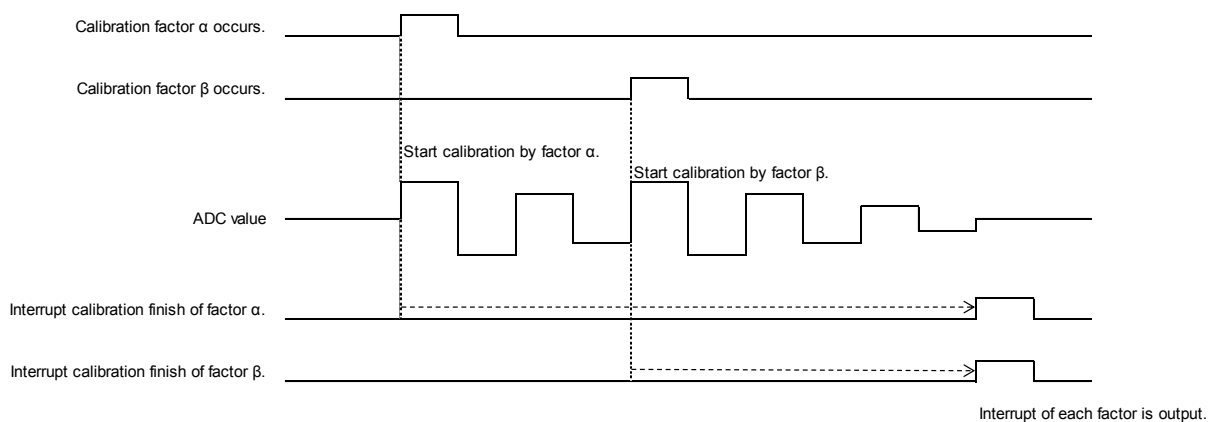 Calibration factor α occurs.
Calibration factor β occurs.
Start calibration by factor α.
Start calibration by factor β.
ADC value
Interrupt calibration finish of factor α.
Interrupt calibration finish of factor β.
Interrupt of each factor is output.